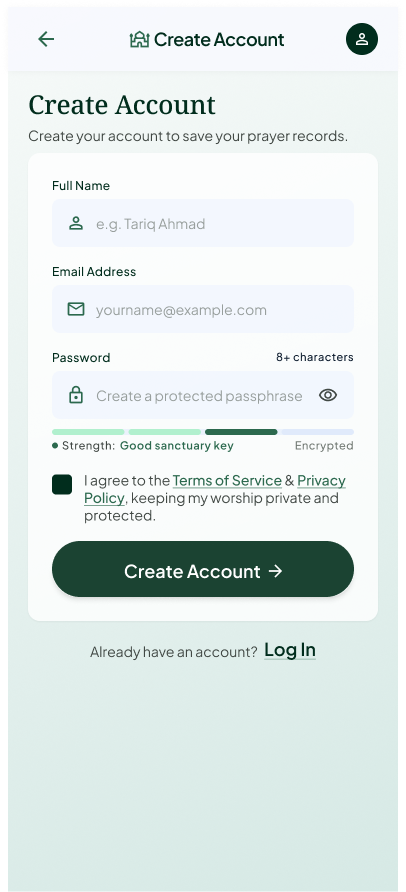 Create Account
Create Account
Create your account to save your prayer records.
Full Name
e.g. Tariq Ahmad
Email Address
yourname@example.com
Password 8+ characters
Create a protected passphrase
Strength: Good sanctuary key Encrypted
I agree to the Terms of Service & Privacy
Policy, keeping my worship private and
protected.
Create Account →
Already have an account? Log In